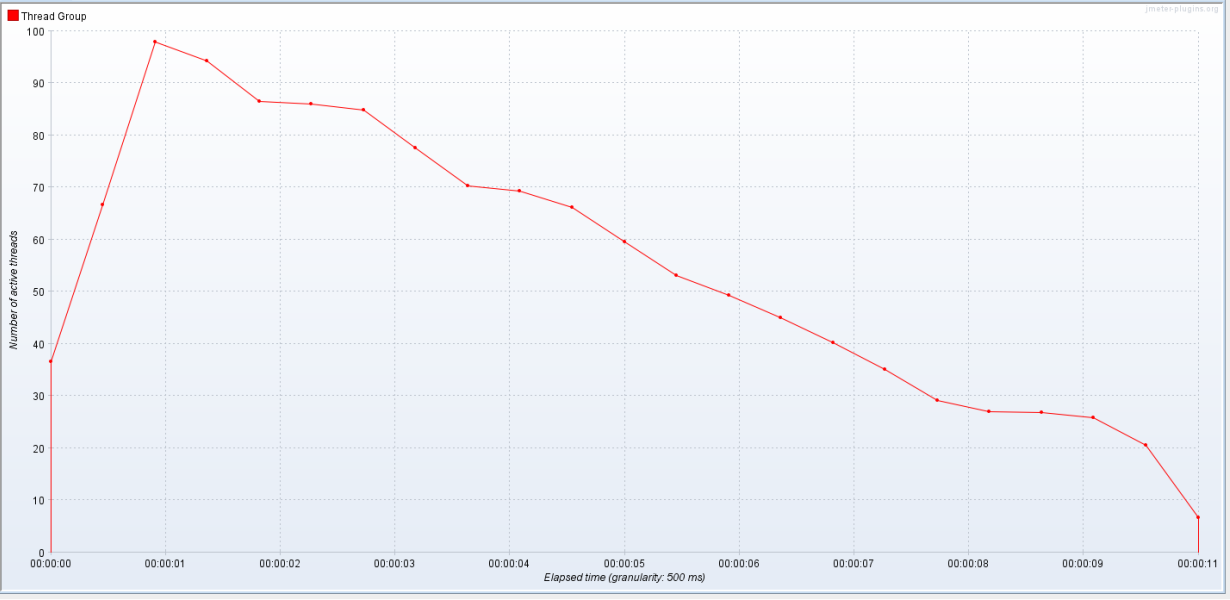 Thread Group
jmeter-plugins.org
100
90
80
70
60
50
40
30
20
10
0
Number of active threads
00:00:00 00:00:01 00:00:02 00:00:03 00:00:04 00:00:05 00:00:06 00:00:07 00:00:08 00:00:09 00:00:11
Elapsed time (granularity: 500 ms)